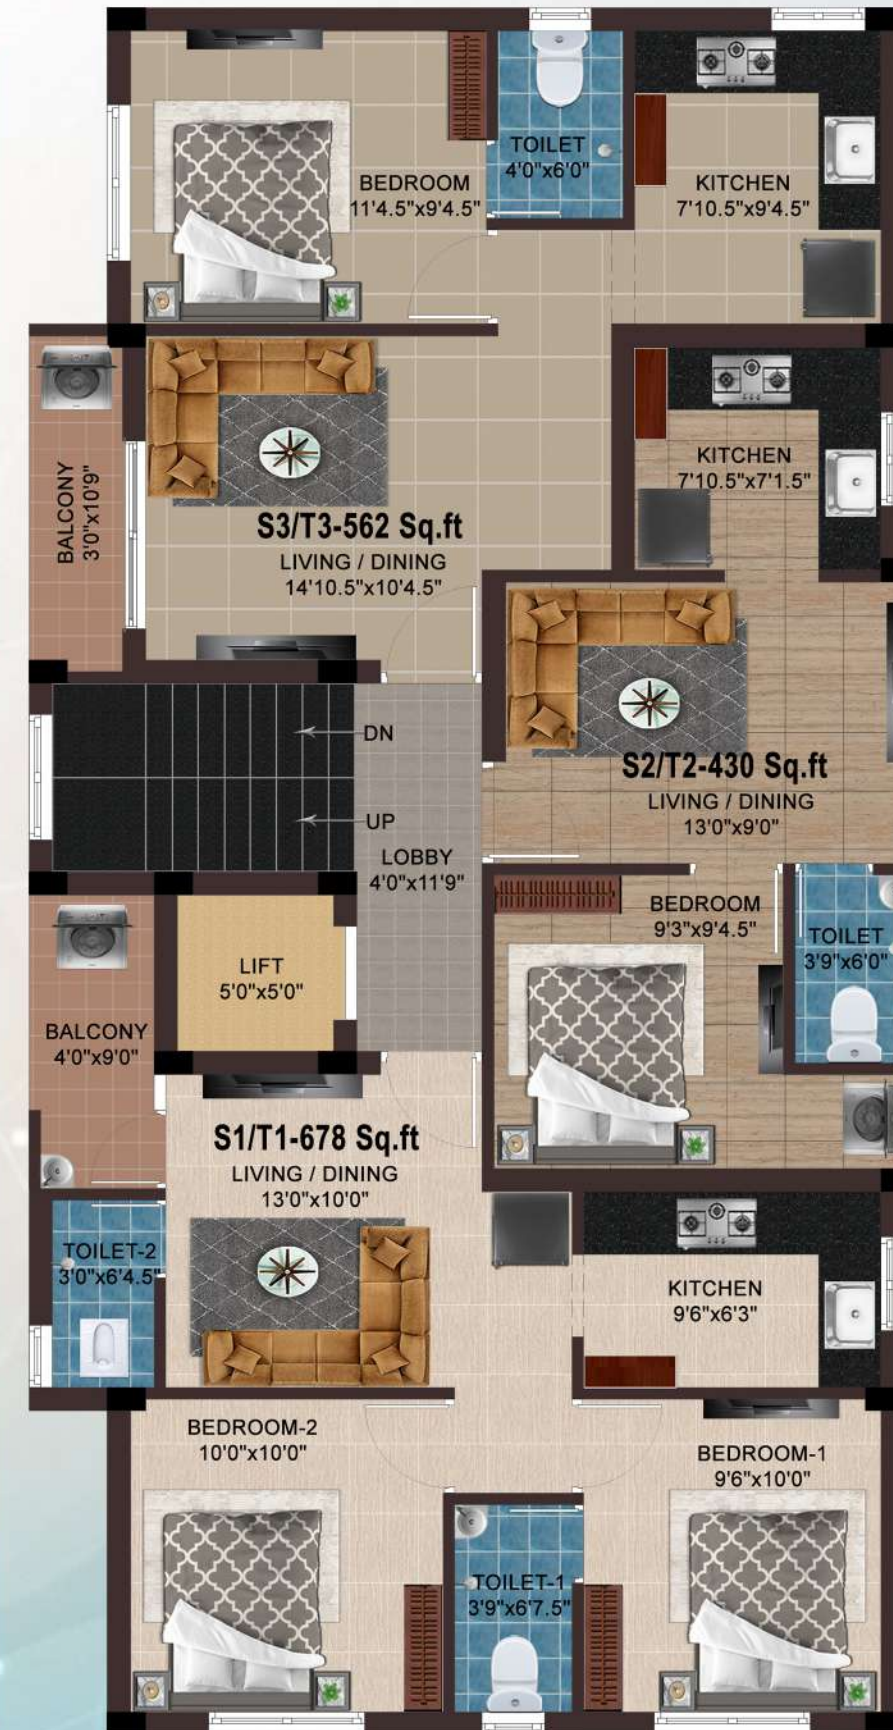 TOILET
4'0"x6'0"
BEDROOM
11'4.5"x9'4.5"
KITCHEN
7'10.5"x9'4.5"
BALCONY
3'0"x10'9"
KITCHEN
7'10.5"x7'1.5"
S3/T3-562 Sq.ft
LIVING / DINING
14'10.5"x10'4.5"
DN
UP
S2/T2-430 Sq.ft
LIVING / DINING
13'0"x9'0"
LOBBY
4'0"x11'9"
BEDROOM
9'3"x9'4.5"
TOILET
3'9"x6'0"
LIFT
5'0"x5'0"
BALCONY
4'0"x9'0"
S1/T1-678 Sq.ft
LIVING / DINING
13'0"x10'0"
TOILET-2
3'0"x6'4.5"
KITCHEN
9'6"x6'3"
BEDROOM-2
10'0"x10'0"
BEDROOM-1
9'6"x10'0"
TOILET-1
3'9"x6'7.5"